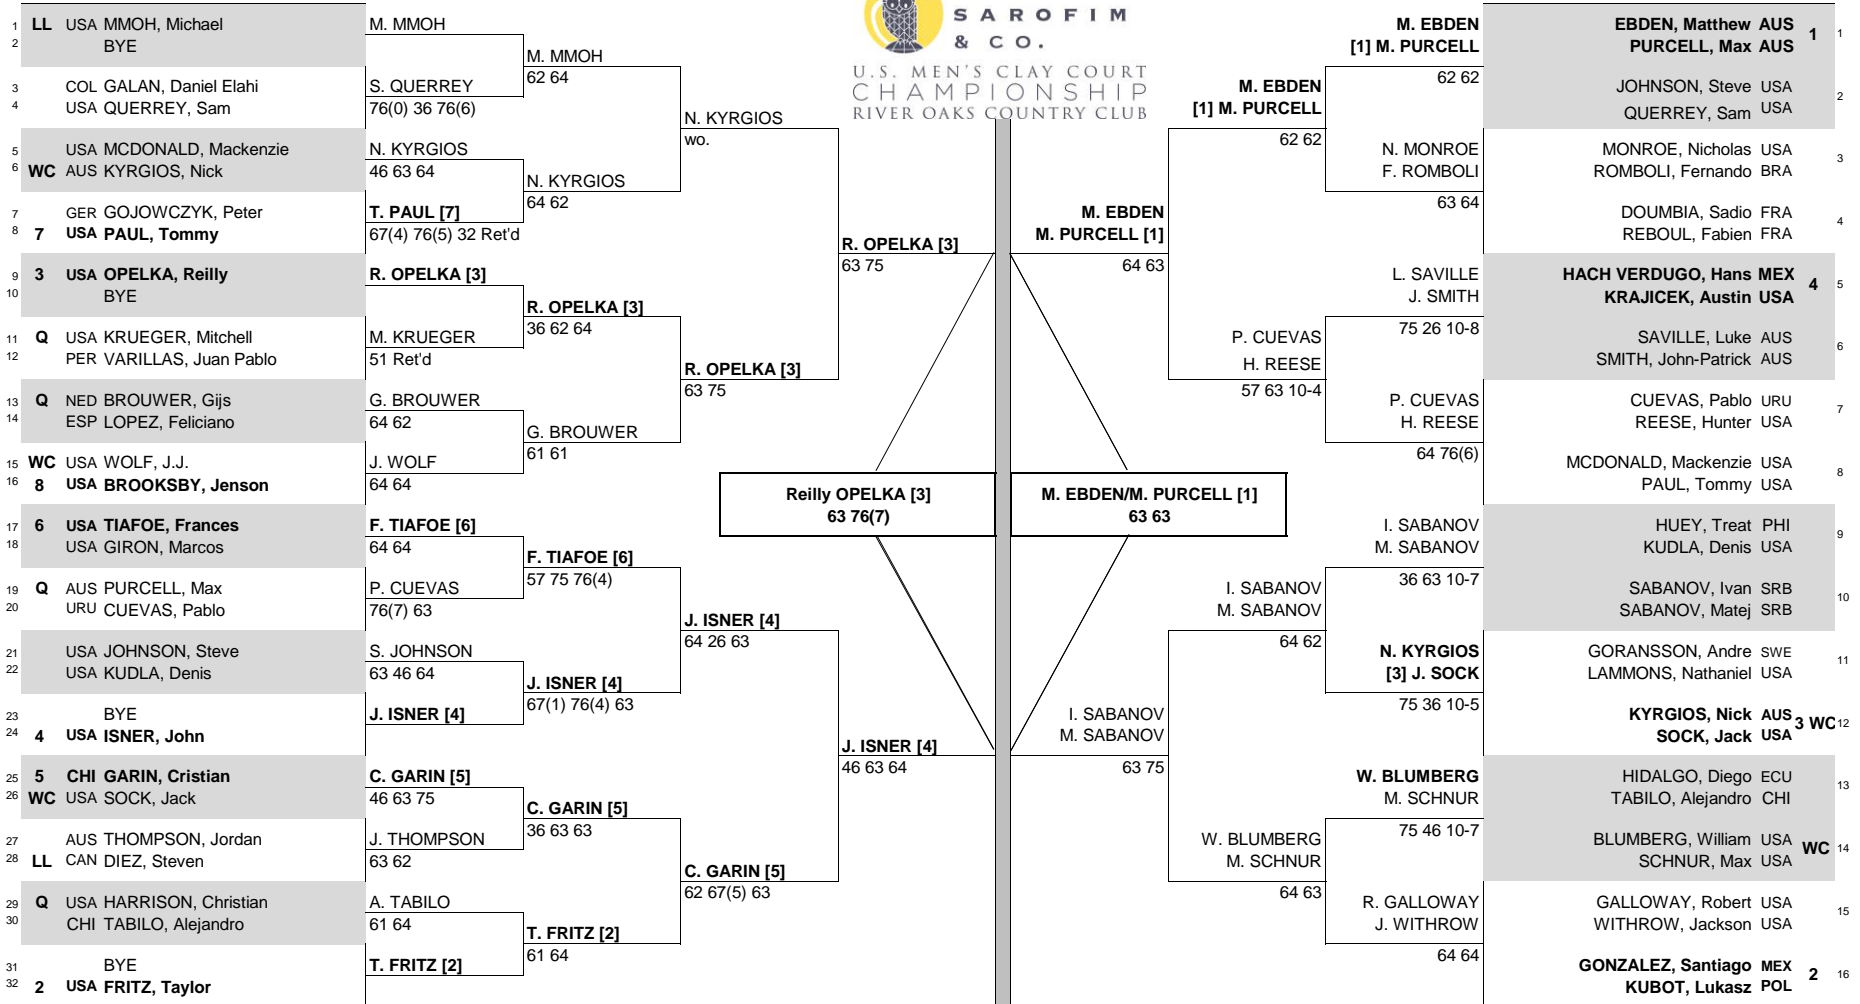 SAROFIM
& CO.
U.S. MEN'S CLAY COURT
CHAMPIONSHIP
RIVER OAKS COUNTRY CLUB
1 LL USA MMOH, Michael
2 BYE
3 COL GALAN, Daniel Elahi
4 USA QUERREY, Sam
5 USA MCDONALD, Mackenzie
6 WC AUS KYRGIOS, Nick
7 GER GOJOWCZYK, Peter
8 7 USA PAUL, Tommy
9 3 USA OPELKA, Reilly
10 BYE
11 Q USA KRUEGER, Mitchell
12 PER VARILLAS, Juan Pablo
13 Q NED BROUWER, Gijs
14 ESP LOPEZ, Feliciano
15 WC USA WOLF, J.J.
16 8 USA BROOKSBY, Jenson
17 6 USA TIAFOE, Frances
18 USA GIRON, Marcos
19 Q AUS PURCELL, Max
20 URU CUEVAS, Pablo
21 USA JOHNSON, Steve
22 USA KUDLA, Denis
23 BYE
24 4 USA ISNER, John
25 5 CHI GARIN, Cristian
26 WC USA SOCK, Jack
27 AUS THOMPSON, Jordan
28 LL CAN DIEZ, Steven
29 Q USA HARRISON, Christian
30 CHI TABILO, Alejandro
31 BYE
32 2 USA FRITZ, Taylor
M. MMOH
S. QUERREY
76(0) 36 76(6)
N. KYRGIOS
46 63 64
T. PAUL [7]
67(4) 76(5) 32 Ret'd
R. OPELKA [3]
M. KRUEGER
51 Ret'd
G. BROUWER
64 62
J. WOLF
64 64
F. TIAFOE [6]
64 64
P. CUEVAS
76(7) 63
S. JOHNSON
63 46 64
J. ISNER [4]
C. GARIN [5]
46 63 75
J. THOMPSON
63 62
A. TABILO
61 64
T. FRITZ [2]
M. MMOH
62 64
N. KYRGIOS
64 62
R. OPELKA [3]
36 62 64
G. BROUWER
61 61
F. TIAFOE [6]
57 75 76(4)
J. ISNER [4]
67(1) 76(4) 63
C. GARIN [5]
36 63 63
T. FRITZ [2]
61 64
N. KYRGIOS
wo.
R. OPELKA [3]
63 75
J. ISNER [4]
64 26 63
C. GARIN [5]
62 67(5) 63
R. OPELKA [3]
63 75
J. ISNER [4]
46 63 64
Reilly OPELKA [3]
63 76(7)
M. EBDEN/M. PURCELL [1]
63 63
M. EBDEN
M. PURCELL [1]
64 63
I. SABANOV
M. SABANOV
63 75
M. EBDEN
[1] M. PURCELL
62 62
P. CUEVAS
H. REESE
57 63 10-4
I. SABANOV
M. SABANOV
64 62
W. BLUMBERG
M. SCHNUR
64 63
M. EBDEN
[1] M. PURCELL
62 62
N. MONROE
F. ROMBOLI
63 64
L. SAVILLE
J. SMITH
75 26 10-8
P. CUEVAS
H. REESE
64 76(6)
I. SABANOV
M. SABANOV
36 63 10-7
N. KYRGIOS
[3] J. SOCK
75 36 10-5
W. BLUMBERG
M. SCHNUR
75 46 10-7
R. GALLOWAY
J. WITHROW
64 64
EBDEN, Matthew AUS 1 1
PURCELL, Max AUS
JOHNSON, Steve USA 2
QUERREY, Sam USA
MONROE, Nicholas USA 3
ROMBOLI, Fernando BRA
DOUMBIA, Sadio FRA 4
REBOUL, Fabien FRA
HACH VERDUGO, Hans MEX 4 5
KRAJICEK, Austin USA
SAVILLE, Luke AUS 6
SMITH, John-Patrick AUS
CUEVAS, Pablo URU 7
REESE, Hunter USA
MCDONALD, Mackenzie USA 8
PAUL, Tommy USA
HUEY, Treat PHI 9
KUDLA, Denis USA
SABANOV, Ivan SRB 10
SABANOV, Matej SRB
GORANSSON, Andre SWE 11
LAMMONS, Nathaniel USA
KYRGIOS, Nick AUS 3 WC 12
SOCK, Jack USA
HIDALGO, Diego ECU 13
TABILO, Alejandro CHI
BLUMBERG, William USA WC 14
SCHNUR, Max USA
GALLOWAY, Robert USA 15
WITHROW, Jackson USA
GONZALEZ, Santiago MEX 2 16
KUBOT, Lukasz POL